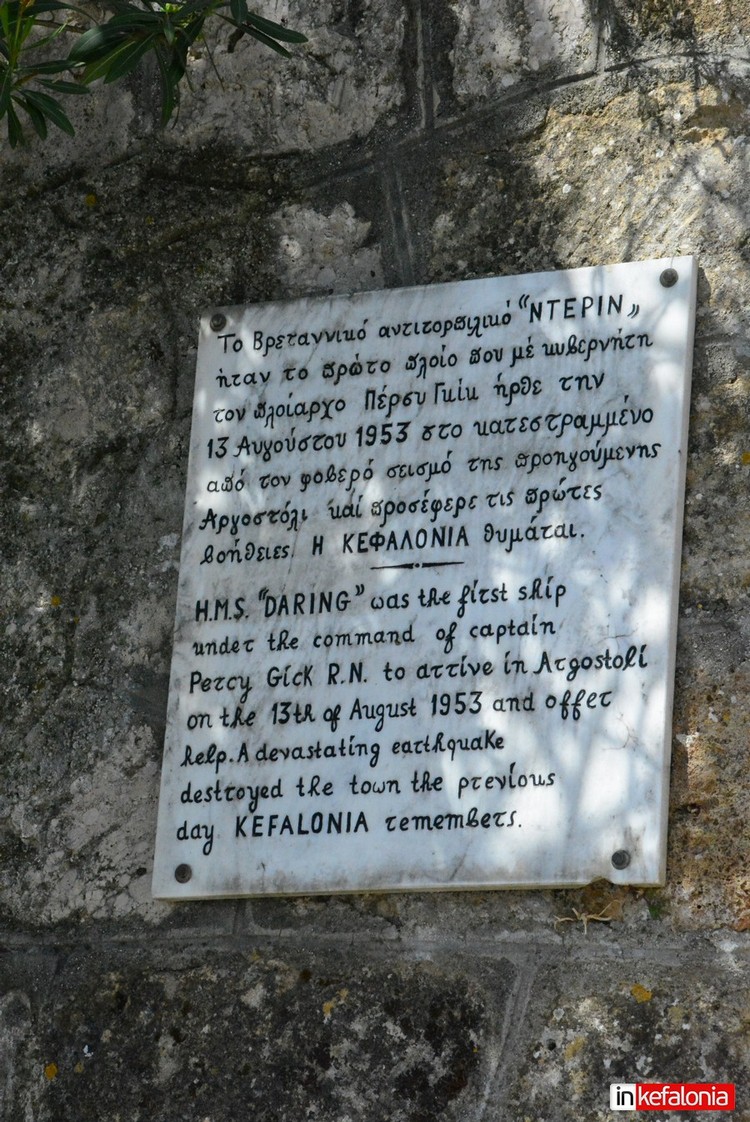 Το Βρεταννικό αντιτορπιλικό "ΝΤΕΡΙΝ"
ήταν το πρώτο πλοίο που μέ κυβερνήτη
τον πλοίαρχο Πέρσυ Γκίκ ήρθε την
13 Αυγούστου 1953 στο κατεστραμμένο
από τον φοβερό σεισμό της προηγούμενης
Αργοστόλι καί προσέφερε τις πρώτες
βοήθειες. Η ΚΕΦΑΛΟΝΙΑ θυμάται.
H.M.S. "DARING" was the first ship
under the command of captain
Percy Gick R.N. to arrive in Argostoli
on the 13th of August 1953 and offer
help. A devastating earthquake
destroyed the town the previous
day KEFALONIA remembers.
inkefalonia